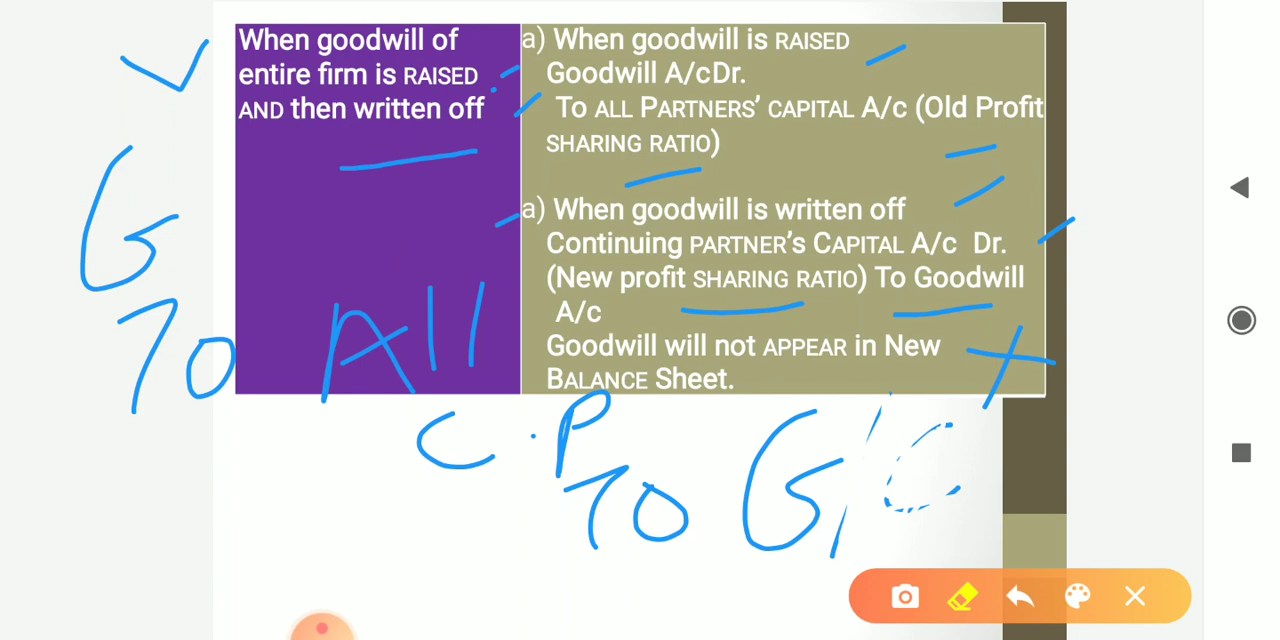 When goodwill of
entire firm is RAISED
AND then written off
a) When goodwill is RAISED
Goodwill A/cDr.
To ALL PARTNERS' CAPITAL A/c (Old Profit
SHARING RATIO)
a) When goodwill is written off
Continuing PARTNER's CAPITAL A/c Dr.
(New profit SHARING RATIO) To Goodwill
A/c
Goodwill will not APPEAR in New
BALANCE Sheet.
G
To All
C.P
To G/C